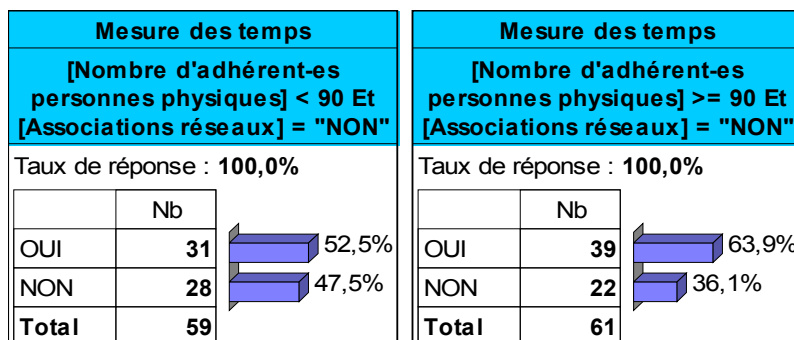 Mesure des temps
[Nombre d'adhérent-es
personnes physiques] < 90 Et
[Associations réseaux] = "NON"
Taux de réponse : 100,0%
Nb
OUI 31 52,5%
NON 28 47,5%
Total 59
Mesure des temps
[Nombre d'adhérent-es
personnes physiques] >= 90 Et
[Associations réseaux] = "NON"
Taux de réponse : 100,0%
Nb
OUI 39 63,9%
NON 22 36,1%
Total 61